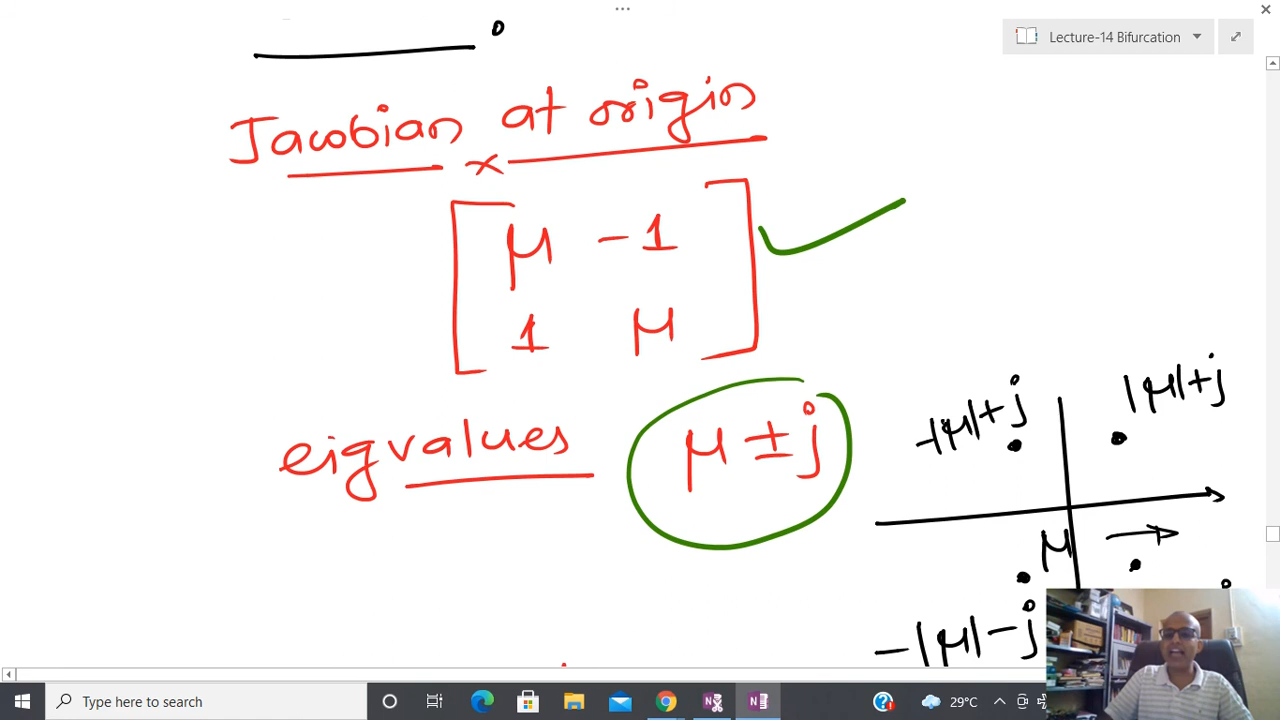 Lecture-14 Bifurcation
Jacobian at origin
μ -1
1 μ
eigvalues μ ± j
-|μ|+j
|μ|+j
μ
-|μ|-j
Type here to search
29°C